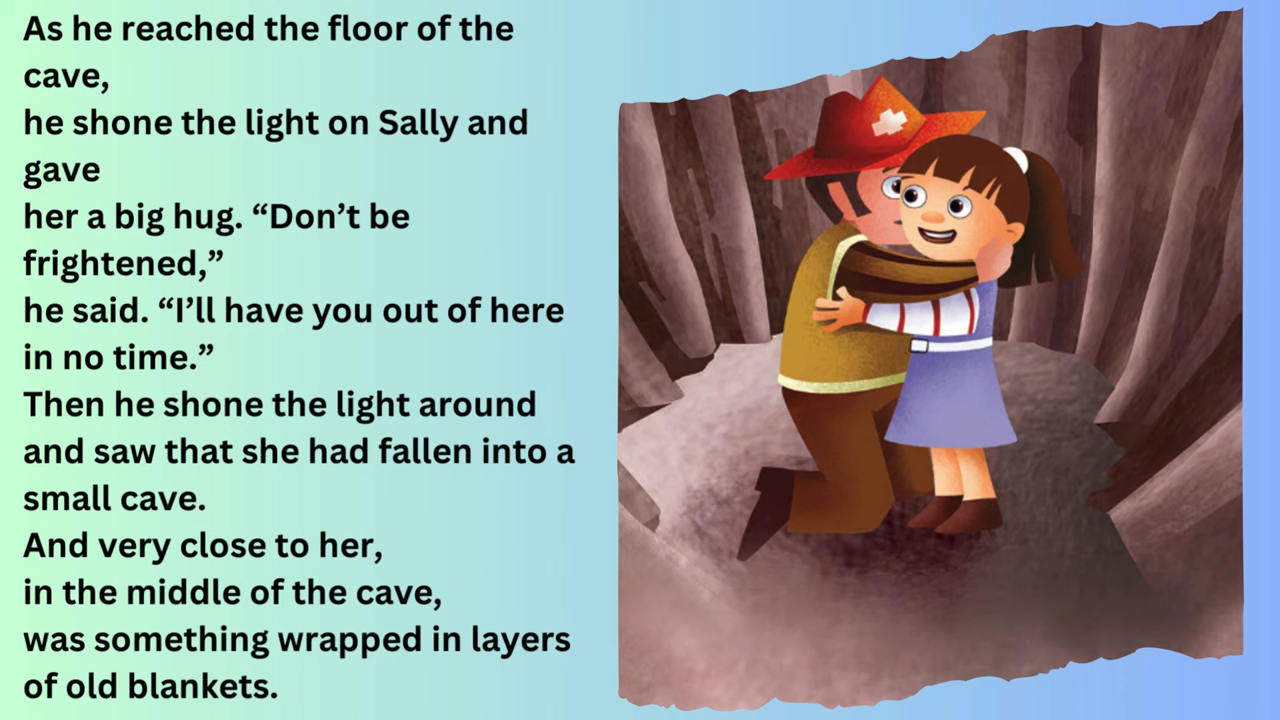 As he reached the floor of the
cave,
he shone the light on Sally and
gave
her a big hug. “Don’t be
frightened,”
he said. “I’ll have you out of here
in no time.”
Then he shone the light around
and saw that she had fallen into a
small cave.
And very close to her,
in the middle of the cave,
was something wrapped in layers
of old blankets.